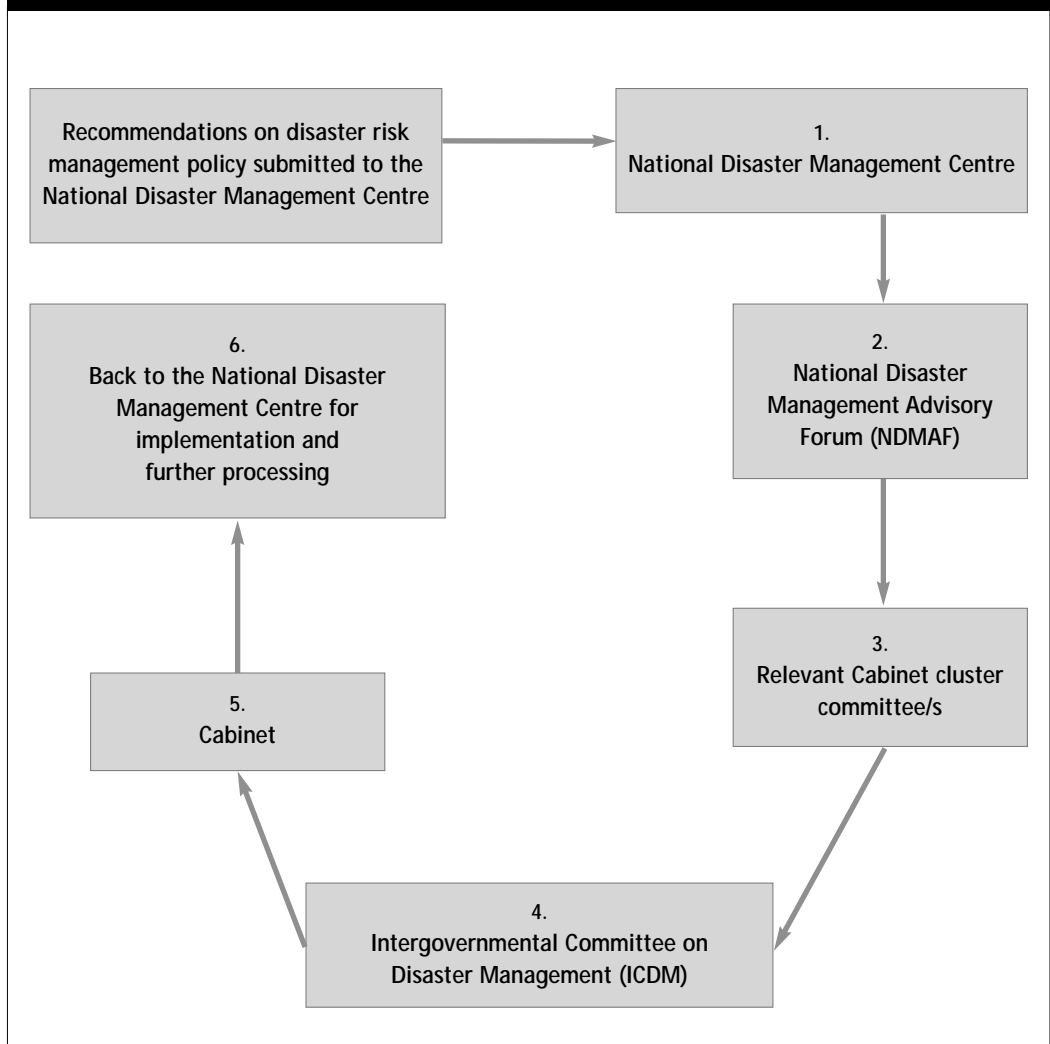 Recommendations on disaster risk
management policy submitted to the
National Disaster Management Centre
1.
National Disaster Management Centre
2.
National Disaster
Management Advisory
Forum (NDMAF)
3.
Relevant Cabinet cluster
committee/s
4.
Intergovernmental Committee on
Disaster Management (ICDM)
5.
Cabinet
6.
Back to the National Disaster
Management Centre for
implementation and
further processing